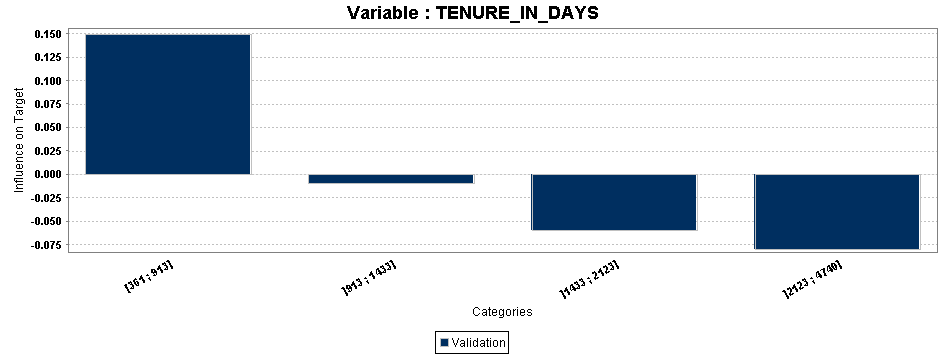 Variable : TENURE_IN_DAYS
Influence on Target
0.150
0.125
0.100
0.075
0.050
0.025
0.000
-0.025
-0.050
-0.075
[361 ; 913]
]913 ; 1433]
]1433 ; 2123]
]2123 ; 4740]
Categories
Validation